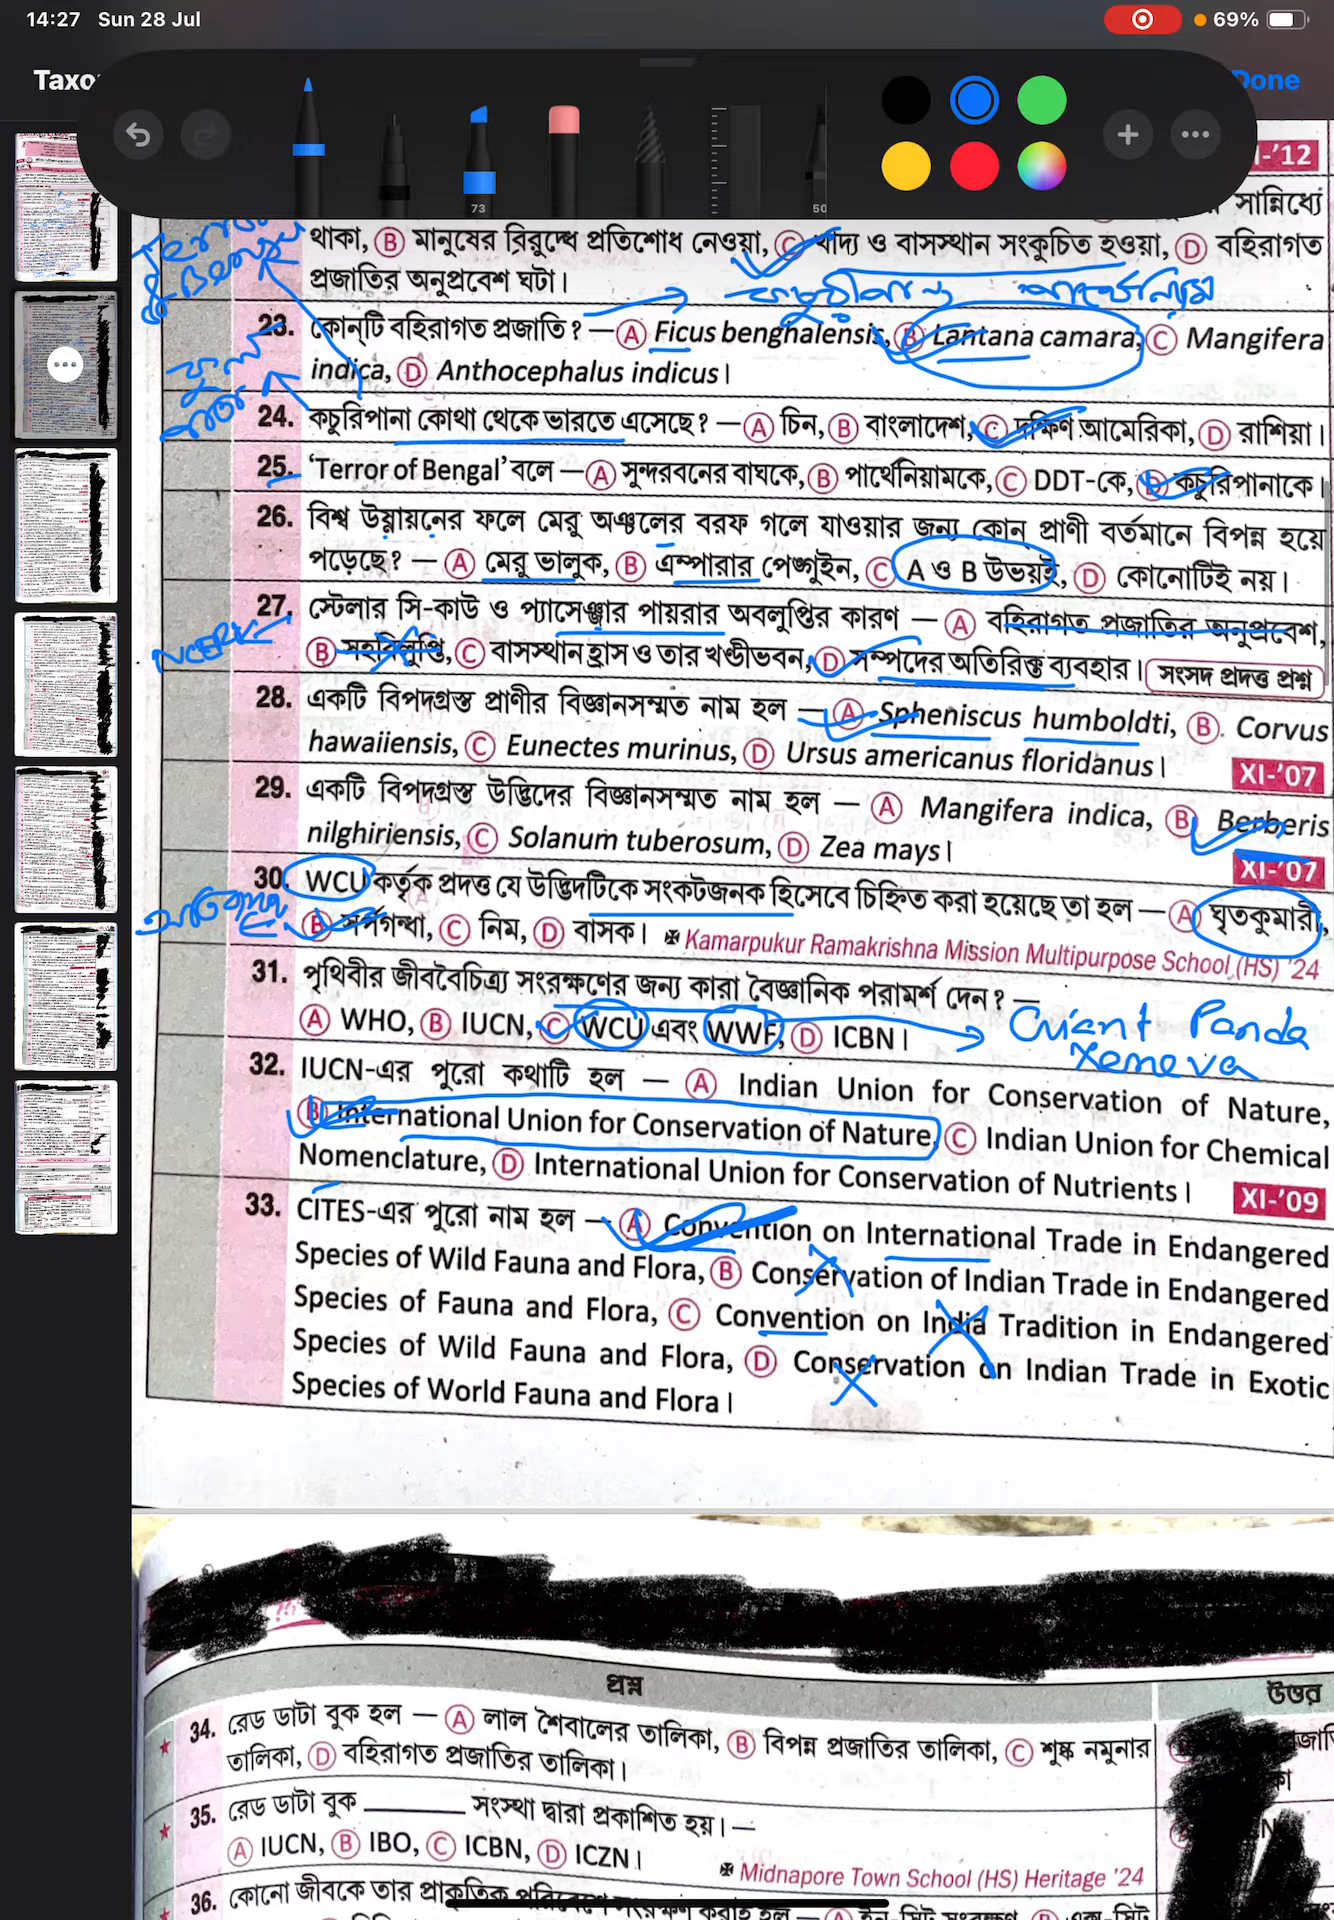 14:27 Sun 28 Jul
69%
Taxo
Done
73
50
-'12
সান্নিধ্যে
থাকা, B মানুষের বিরুদ্ধে প্রতিশোধ নেওয়া, C খাদ্য ও বাসস্থান সংকুচিত হওয়া, D বহিরাগত
প্রজাতির অনুপ্রবেশ ঘটা।
23. কোন্‌টি বহিরাগত প্রজাতি? — A Ficus benghalensis, B Lantana camara, C Mangifera
indica, D Anthocephalus indicus।
24. কচুরিপানা কোথা থেকে ভারতে এসেছে? — A চিন, B বাংলাদেশ, C দক্ষিণ আমেরিকা, D রাশিয়া।
25. 'Terror of Bengal' বলে — A সুন্দরবনের বাঘকে, B পার্থেনিয়ামকে, C DDT-কে, D কচুরিপানাকে।
26. বিশ্ব উষ্ণায়নের ফলে মেরু অঞ্চলের বরফ গলে যাওয়ার জন্য কোন প্রাণী বর্তমানে বিপন্ন হয়ে
পড়েছে? — A মেরু ভালুক, B এম্পারার পেঙ্গুইন, C A ও B উভয়ই, D কোনোটিই নয়।
27. স্টেলার সি-কাউ ও প্যাসেঞ্জার পায়রার অবলুপ্তির কারণ — A বহিরাগত প্রজাতির অনুপ্রবেশ,
NCERT
B সহবিলুপ্তি, C বাসস্থান হ্রাস ও তার খণ্ডীভবন, D সম্পদের অতিরিক্ত ব্যবহার। সংসদ প্রদত্ত প্রশ্ন
28. একটি বিপদগ্রস্ত প্রাণীর বিজ্ঞানসম্মত নাম হল — A Spheniscus humboldti, B Corvus
hawaiiensis, C Eunectes murinus, D Ursus americanus floridanus। XI-'07
29. একটি বিপদগ্রস্ত উদ্ভিদের বিজ্ঞানসম্মত নাম হল — A Mangifera indica, B Berberis
nilghiriensis, C Solanum tuberosum, D Zea mays। XI-'07
30. WCU কর্তৃক প্রদত্ত যে উদ্ভিদটিকে সংকটজনক হিসেবে চিহ্নিত করা হয়েছে তা হল — A ঘৃতকুমারী,
B সর্পগন্ধা, C নিম, D বাসক। ✠ Kamarpukur Ramakrishna Mission Multipurpose School (HS) '24
31. পৃথিবীর জীববৈচিত্র্য সংরক্ষণের জন্য কারা বৈজ্ঞানিক পরামর্শ দেন? —
A WHO, B IUCN, C WCU এবং WWF, D ICBN। Panda
32. IUCN-এর পুরো কথাটি হল — A Indian Union for Conservation of Nature,
B International Union for Conservation of Nature, C Indian Union for Chemical
Nomenclature, D International Union for Conservation of Nutrients। XI-'09
33. CITES-এর পুরো নাম হল — A Convention on International Trade in Endangered
Species of Wild Fauna and Flora, B Conservation of Indian Trade in Endangered
Species of Fauna and Flora, C Convention on India Tradition in Endangered
Species of Wild Fauna and Flora, D Conservation on Indian Trade in Exotic
Species of World Fauna and Flora।
প্রশ্ন উত্তর
34. রেড ডাটা বুক হল — A লাল শৈবালের তালিকা, B বিপন্ন প্রজাতির তালিকা, C শুষ্ক নমুনার
তালিকা, D বহিরাগত প্রজাতির তালিকা।
35. রেড ডাটা বুক ______ সংস্থা দ্বারা প্রকাশিত হয়। —
A IUCN, B IBO, C ICBN, D ICZN। ✠ Midnapore Town School (HS) Heritage '24
36. কোনো জীবকে তার প্রাকৃতিক পরিবেশে সংরক্ষণ করাই হল — A ইন-সিটু সংরক্ষণ, B এক্স-সিটু